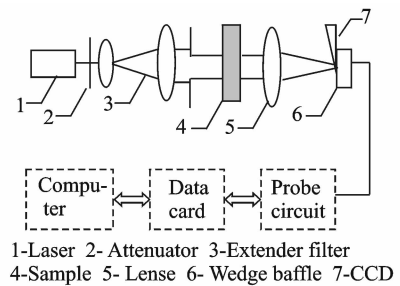 7
1
2
3
4
5
6
Compu-
ter
Data
card
Probe
circuit
1-Laser 2- Attenuator 3-Extender filter
4-Sample 5- Lense 6- Wedge baffle 7-CCD